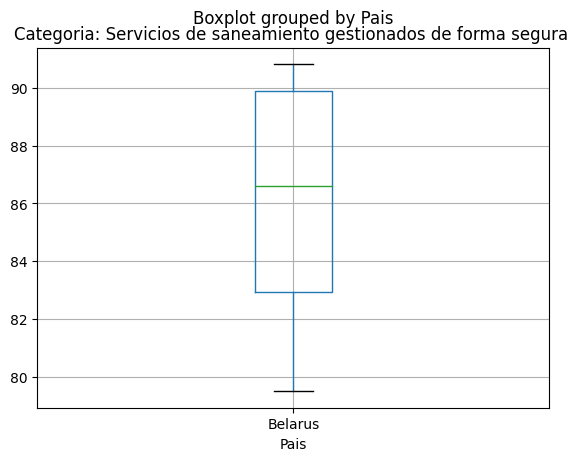 Boxplot grouped by Pais
Categoria: Servicios de saneamiento gestionados de forma segura
90
88
86
84
82
80
Belarus
Pais